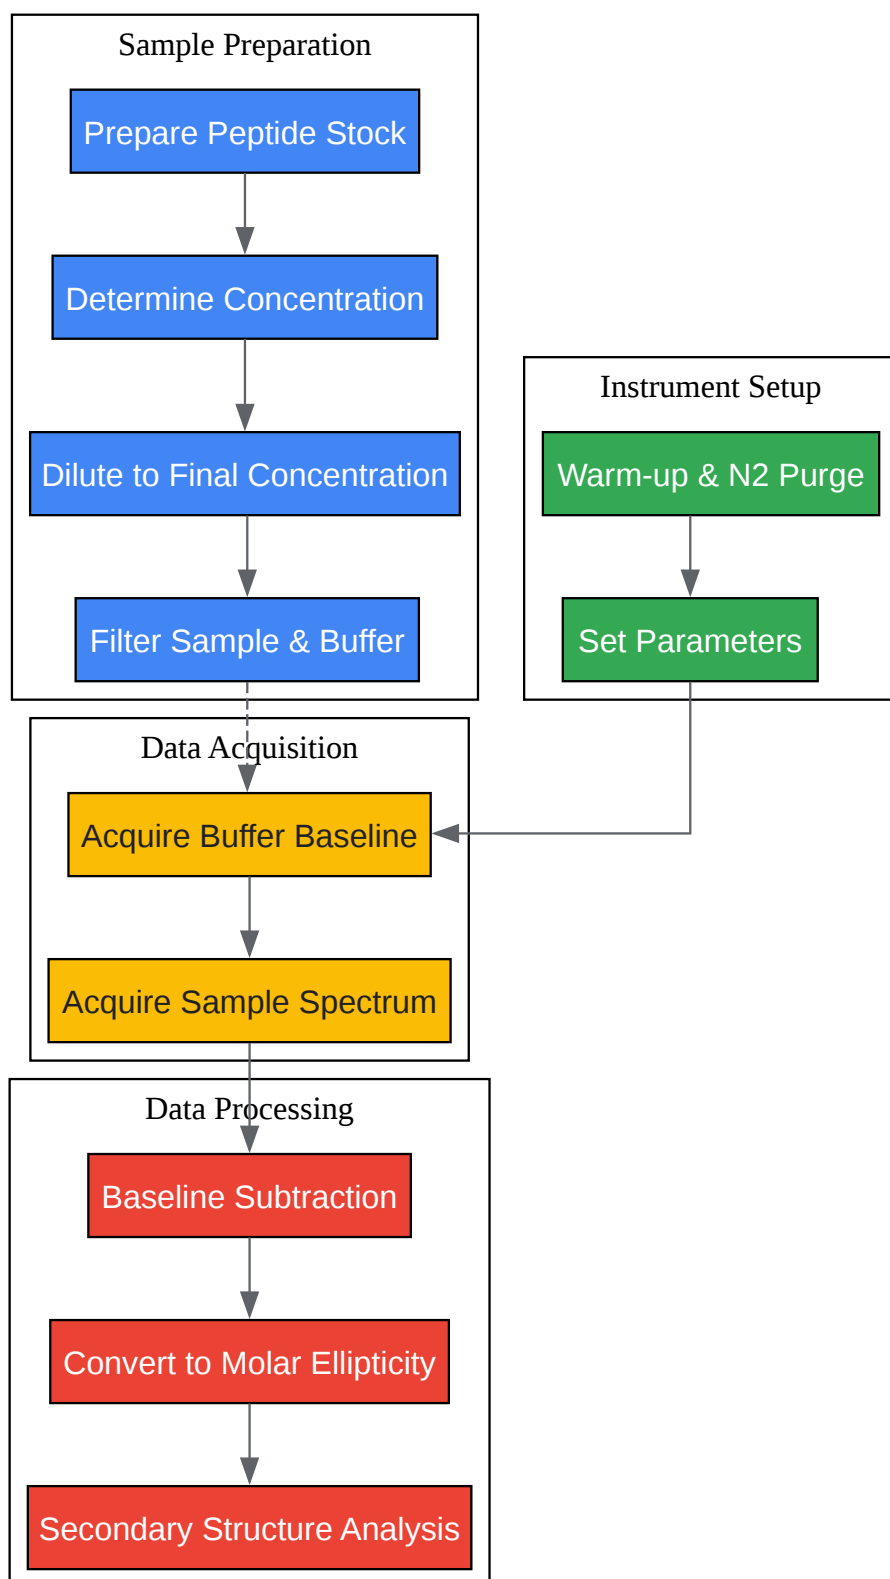 Sample Preparation
Prepare Peptide Stock
Determine Concentration
Dilute to Final Concentration
Filter Sample & Buffer
Instrument Setup
Warm-up & N2 Purge
Set Parameters
Data Acquisition
Acquire Buffer Baseline
Acquire Sample Spectrum
Data Processing
Baseline Subtraction
Convert to Molar Ellipticity
Secondary Structure Analysis